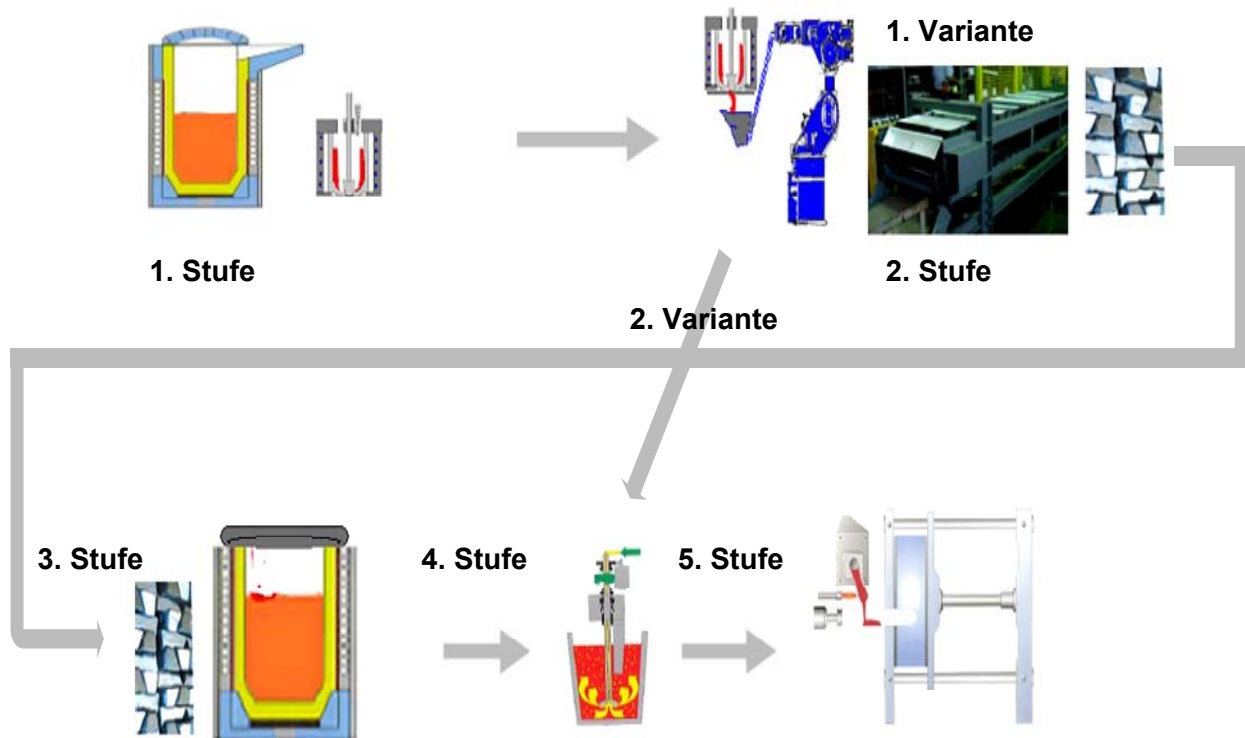 1. Variante
1. Stufe
2. Stufe
2. Variante
3. Stufe
4. Stufe
5. Stufe